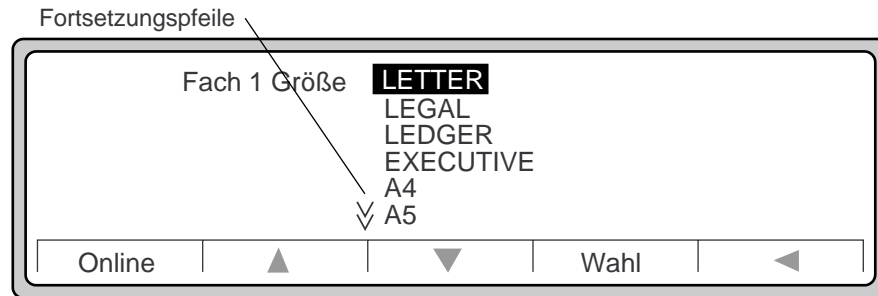 Fortsetzungspfeile
Fach 1 Größe LETTER
LEGAL
LEDGER
EXECUTIVE
A4
A5
Online Wahl